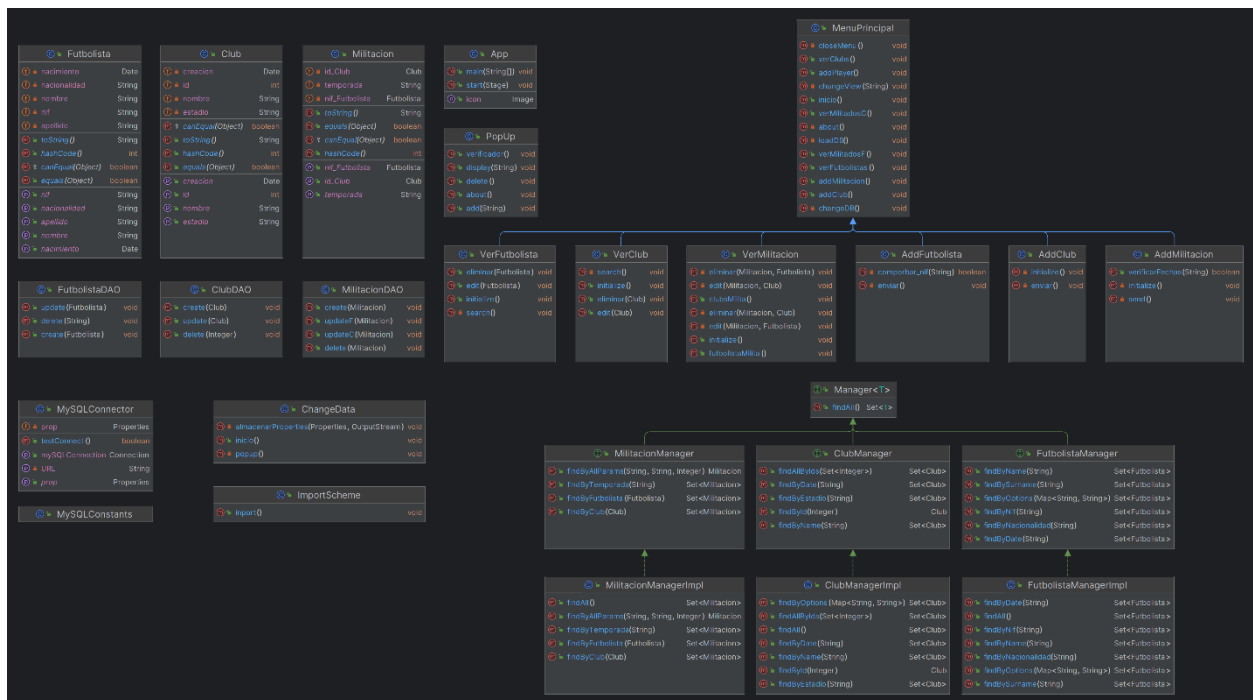 Futbolista
nacimiento Date
nacionalidad String
nombre String
nif String
apellido String
toString() String
hashCode() int
canEqual(Object) boolean
equals(Object) boolean
nif String
nacionalidad String
apellido String
nombre String
nacimiento Date
Club
creacion Date
id int
nombre String
estadio String
canEqual(Object) boolean
toString() String
hashCode() int
equals(Object) boolean
creacion Date
id int
nombre String
estadio String
Militacion
id_Club Club
temporada String
nif_Futbolista Futbolista
toString() String
equals(Object) boolean
canEqual(Object) boolean
hashCode() int
nif_Futbolista Futbolista
id_Club Club
temporada String
App
main(String[]) void
start(Stage) void
icon Image
PopUp
verificador() void
display(String) void
delete() void
about() void
add(String) void
MenuPrincipal
closeMenu() void
verClubs() void
addPlayer() void
changeView(String) void
inicio() void
verMilitadosC() void
about() void
loadDB() void
verMilitadosF() void
verFutbolistas() void
addMilitacion() void
addClub() void
changeDB() void
VerFutbolista
eliminar(Futbolista) void
edit(Futbolista) void
initialize() void
search() void
VerClub
search() void
initialize() void
eliminar(Club) void
edit(Club) void
VerMilitacion
eliminar(Militacion, Futbolista) void
edit(Militacion, Club) void
clubsMilita() void
eliminar(Militacion, Club) void
edit(Militacion, Futbolista) void
initialize() void
futbolistaMilita() void
AddFutbolista
comporbar_nif(String) boolean
enviar() void
AddClub
initialize() void
enviar() void
AddMilitacion
verificarFechas(String) boolean
initialize() void
send() void
FutbolistaDAO
update(Futbolista) void
delete(String) void
create(Futbolista) void
ClubDAO
create(Club) void
update(Club) void
delete(Integer) void
MilitacionDAO
create(Militacion) void
updateF(Militacion) void
updateC(Militacion) void
delete(Militacion) void
MySQLConnector
prop Properties
testConnect() boolean
mySQLConnection Connection
URL String
prop Properties
MySQLConstants
ChangeData
almacenarProperties(Properties, OutputStream) void
inicio() void
popup() void
ImportScheme
inport() void
Manager<T>
findAll() Set<T>
MilitacionManager
findByAllParams(String, String, Integer) Militacion
findByTemporada(String) Set<Militacion>
findByFutbolista(Futbolista) Set<Militacion>
findByClub(Club) Set<Militacion>
ClubManager
findAllByIds(Set<Integer>) Set<Club>
findByDate(String) Set<Club>
findByEstadio(String) Set<Club>
findById(Integer) Club
findByName(String) Set<Club>
FutbolistaManager
findByName(String) Set<Futbolista>
findBySurname(String) Set<Futbolista>
findByOptions(Map<String, String>) Set<Futbolista>
findByNif(String) Set<Futbolista>
findByNacionalidad(String) Set<Futbolista>
findByDate(String) Set<Futbolista>
MilitacionManagerImpl
findAll() Set<Militacion>
findByAllParams(String, String, Integer) Militacion
findByTemporada(String) Set<Militacion>
findByFutbolista(Futbolista) Set<Militacion>
findByClub(Club) Set<Militacion>
ClubManagerImpl
findByOptions(Map<String, String>) Set<Club>
findAllByIds(Set<Integer>) Set<Club>
findAll() Set<Club>
findByDate(String) Set<Club>
findByName(String) Set<Club>
findById(Integer) Club
findByEstadio(String) Set<Club>
FutbolistaManagerImpl
findByDate(String) Set<Futbolista>
findAll() Set<Futbolista>
findByNif(String) Set<Futbolista>
findByName(String) Set<Futbolista>
findByNacionalidad(String) Set<Futbolista>
findByOptions(Map<String, String>) Set<Futbolista>
findBySurname(String) Set<Futbolista>